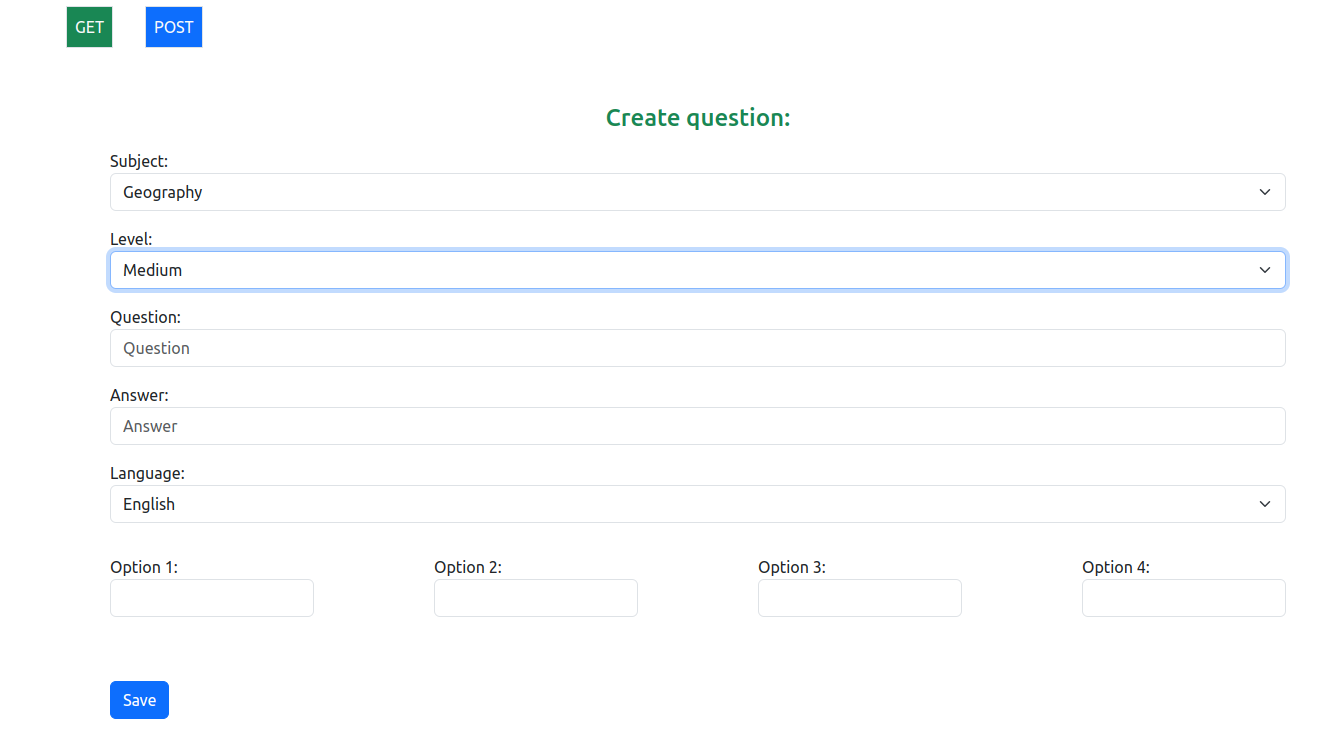 GET POST
Create question:
Subject:
Geography
Level:
Medium
Question:
Question
Answer:
Answer
Language:
English
Option 1: Option 2: Option 3: Option 4:
Save